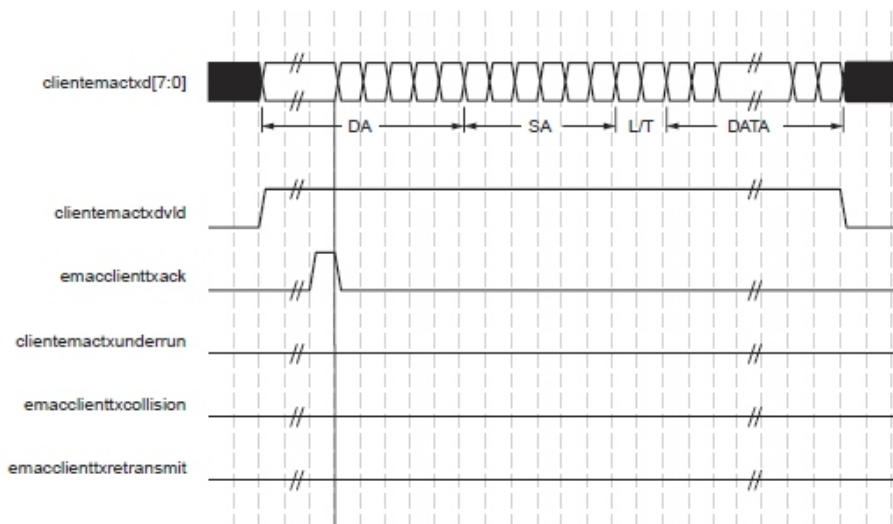 clientemactxd[7:0]
DA SA L/T DATA
clientemactxdvld
emacclienttxack
clientemactxunderrun
emacclienttxcollision
emacclienttxretransmit